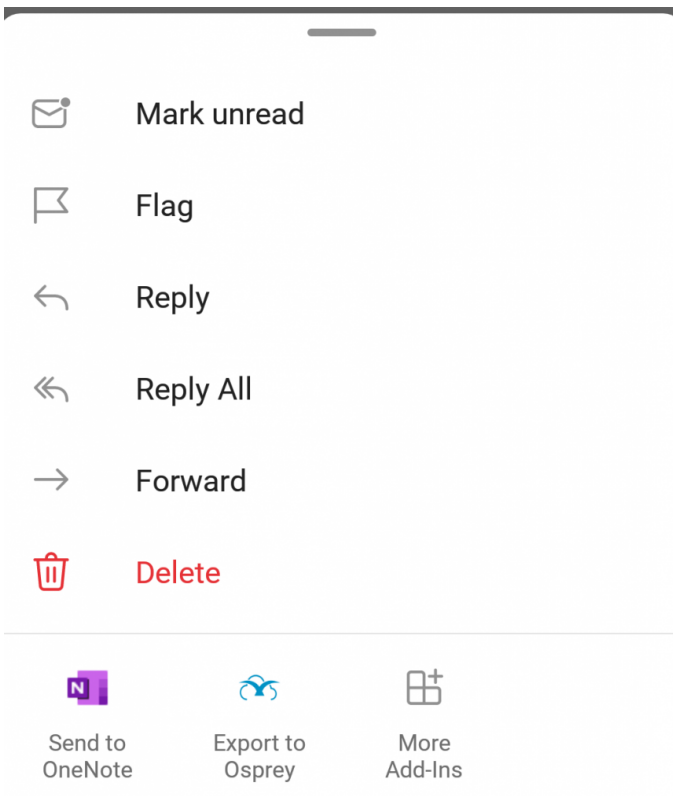 Mark unread
Flag
Reply
Reply All
Forward
Delete
N
Send to
OneNote
Export to
Osprey
More
Add-Ins